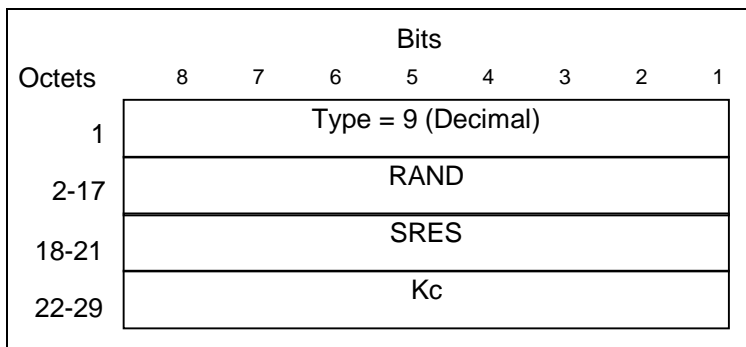 Bits
Octets 8 7 6 5 4 3 2 1
1 Type = 9 (Decimal)
2-17 RAND
18-21 SRES
22-29 Kc